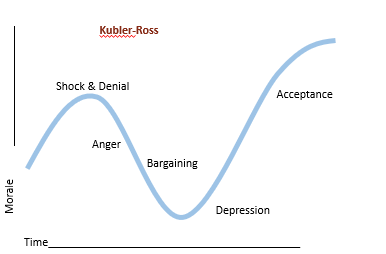 Kubler-Ross
Shock & Denial
Acceptance
Anger
Bargaining
Morale
Depression
Time